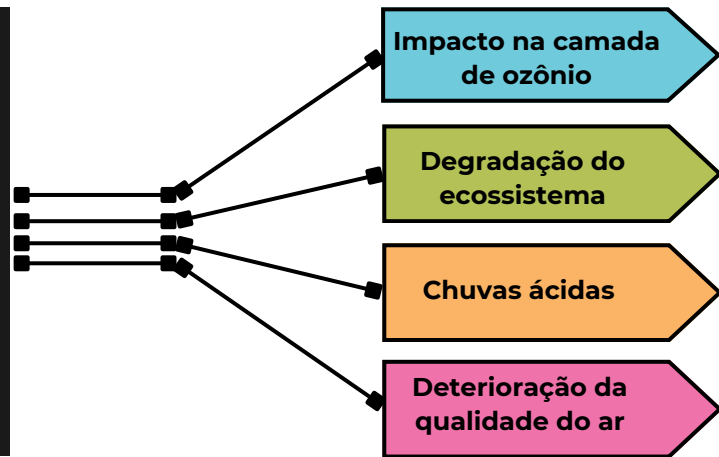 Impacto na camada
de ozônio
Degradação do
ecossistema
Chuvas ácidas
Deterioração da
qualidade do ar